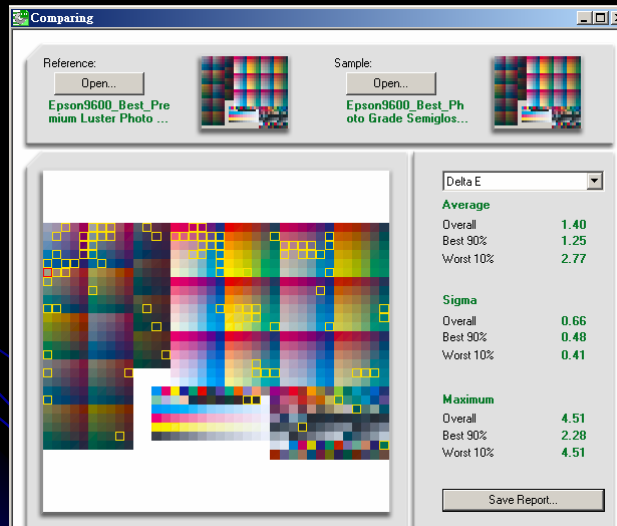 Comparing
Reference:
Open...
Epson9600_Best_Pre
mium Luster Photo ...
Sample:
Open...
Epson9600_Best_Ph
oto Grade Semiglos...
Delta E
Average
Overall 1.40
Best 90% 1.25
Worst 10% 2.77
Sigma
Overall 0.66
Best 90% 0.48
Worst 10% 0.41
Maximum
Overall 4.51
Best 90% 2.28
Worst 10% 4.51
Save Report...